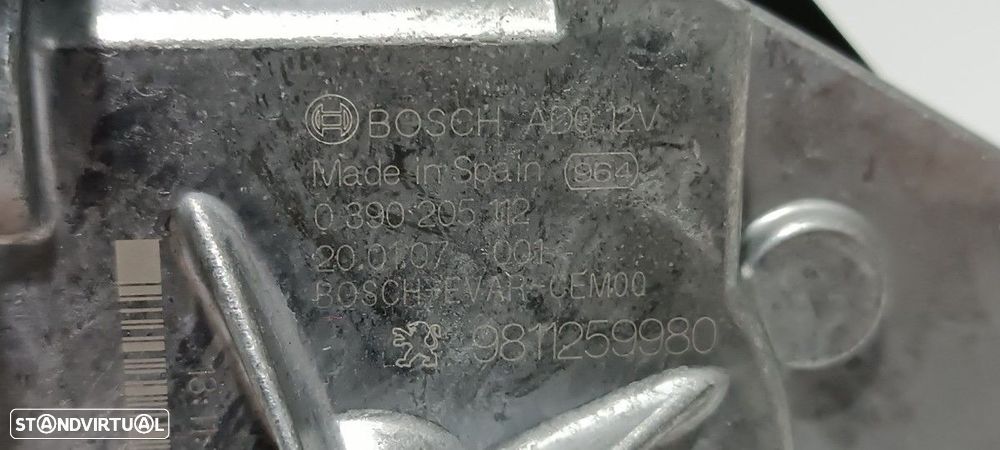 BOSCH AD0 12V
Made in Spain 964
0 390 205 112
20.01.07 001
BOSCH-EVAR-CEM00
9811259980
STANDVIRTUAL